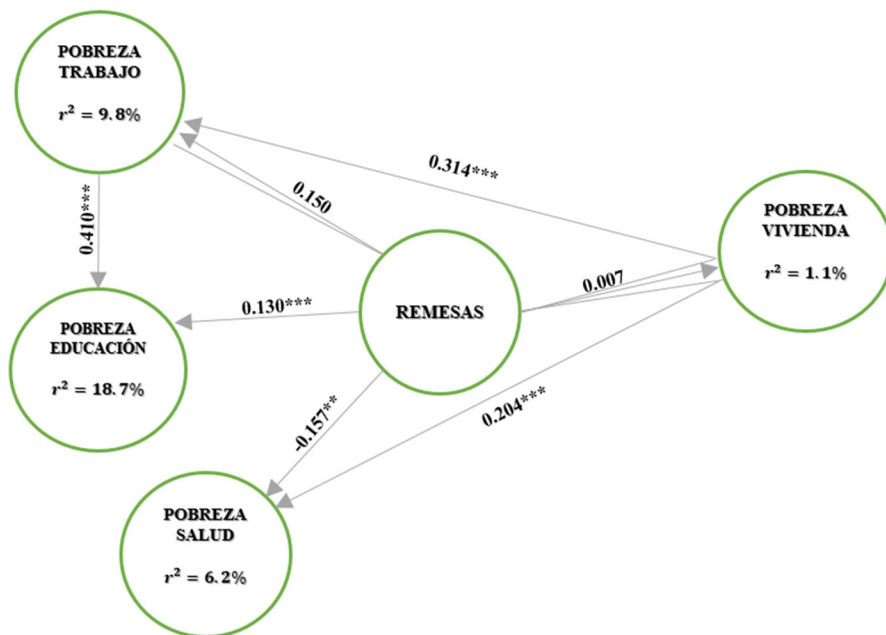 POBREZA
TRABAJO
r² = 9.8%
0.314***
0.150
0.410***
POBREZA
VIVIENDA
r² = 1.1%
0.007
0.130***
REMESAS
POBREZA
EDUCACIÓN
r² = 18.7%
-0.157**
0.204***
POBREZA
SALUD
r² = 6.2%